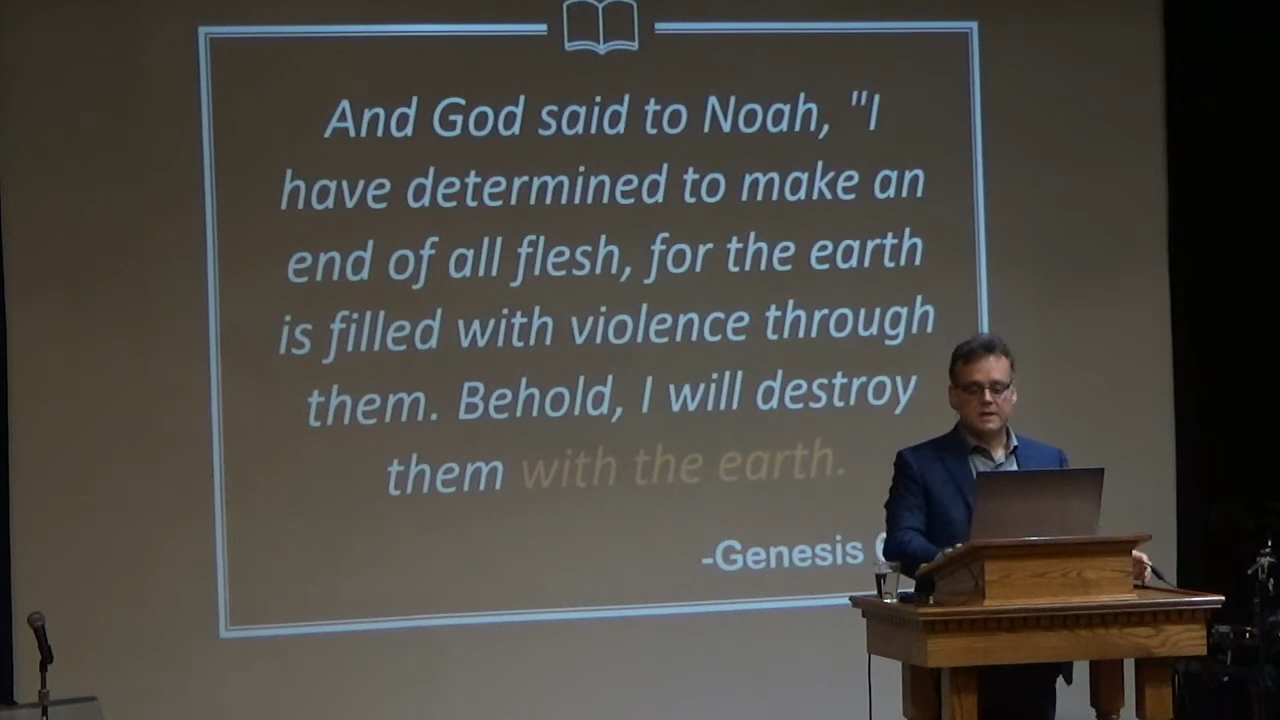 And God said to Noah, "I
have determined to make an
end of all flesh, for the earth
is filled with violence through
them. Behold, I will destroy
them with the earth.
-Genesis